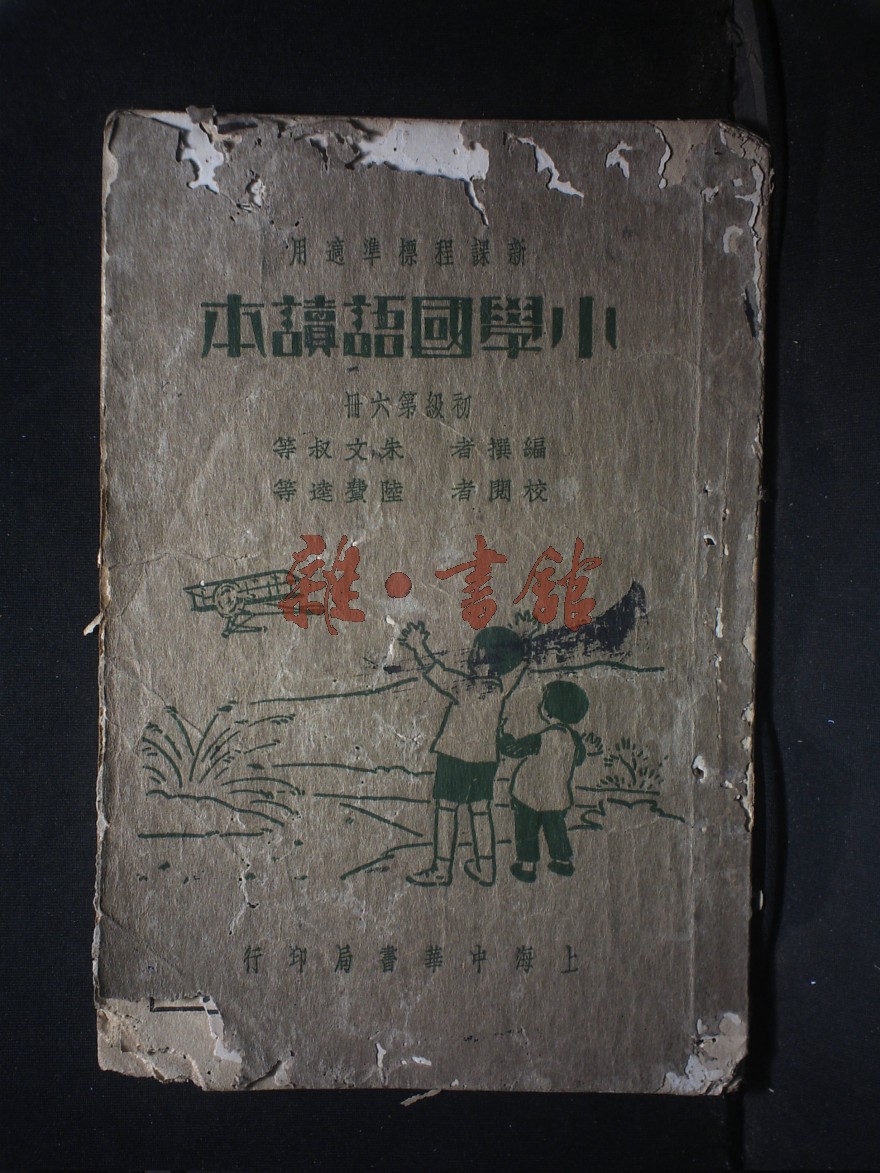 新課程標準適用
小學國語讀本
初級第六冊
編撰者 朱文叔等
校閱者 陸費逵等
雜·書館
上海中華書局印行